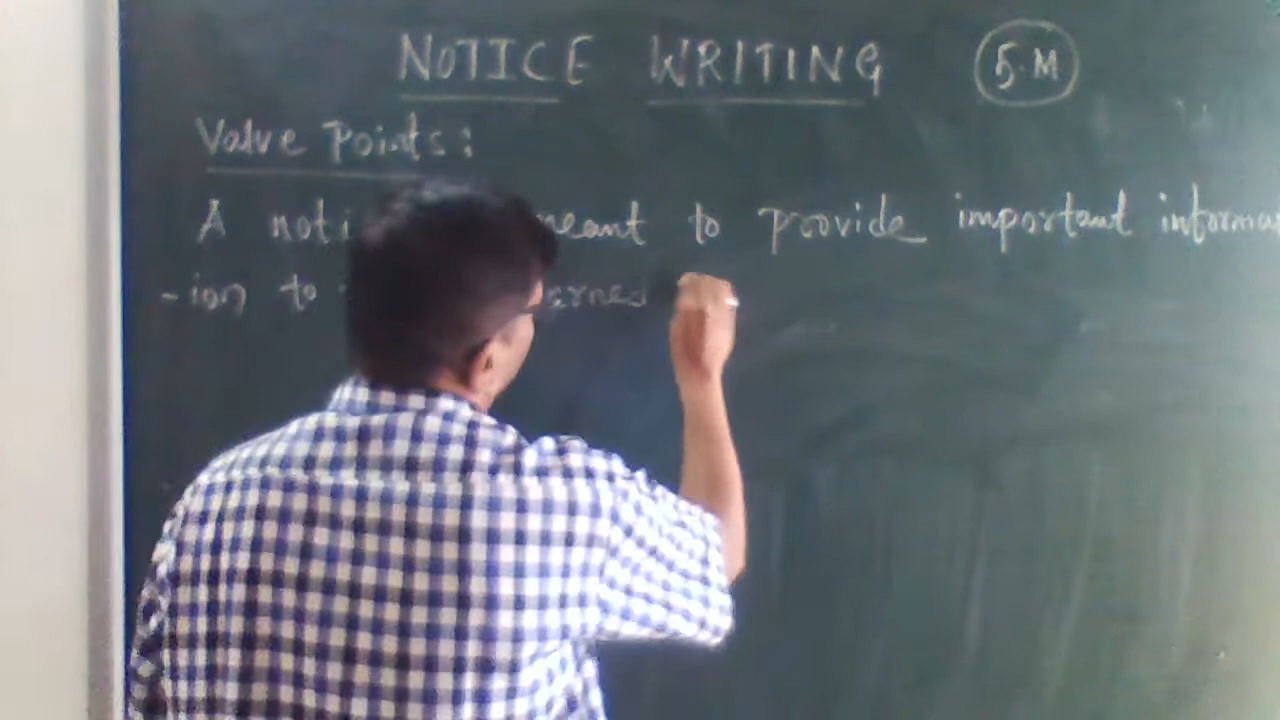 NOTICE WRITING 5.M
Value Points:
A noti meant to provide important informa
-ion to erned